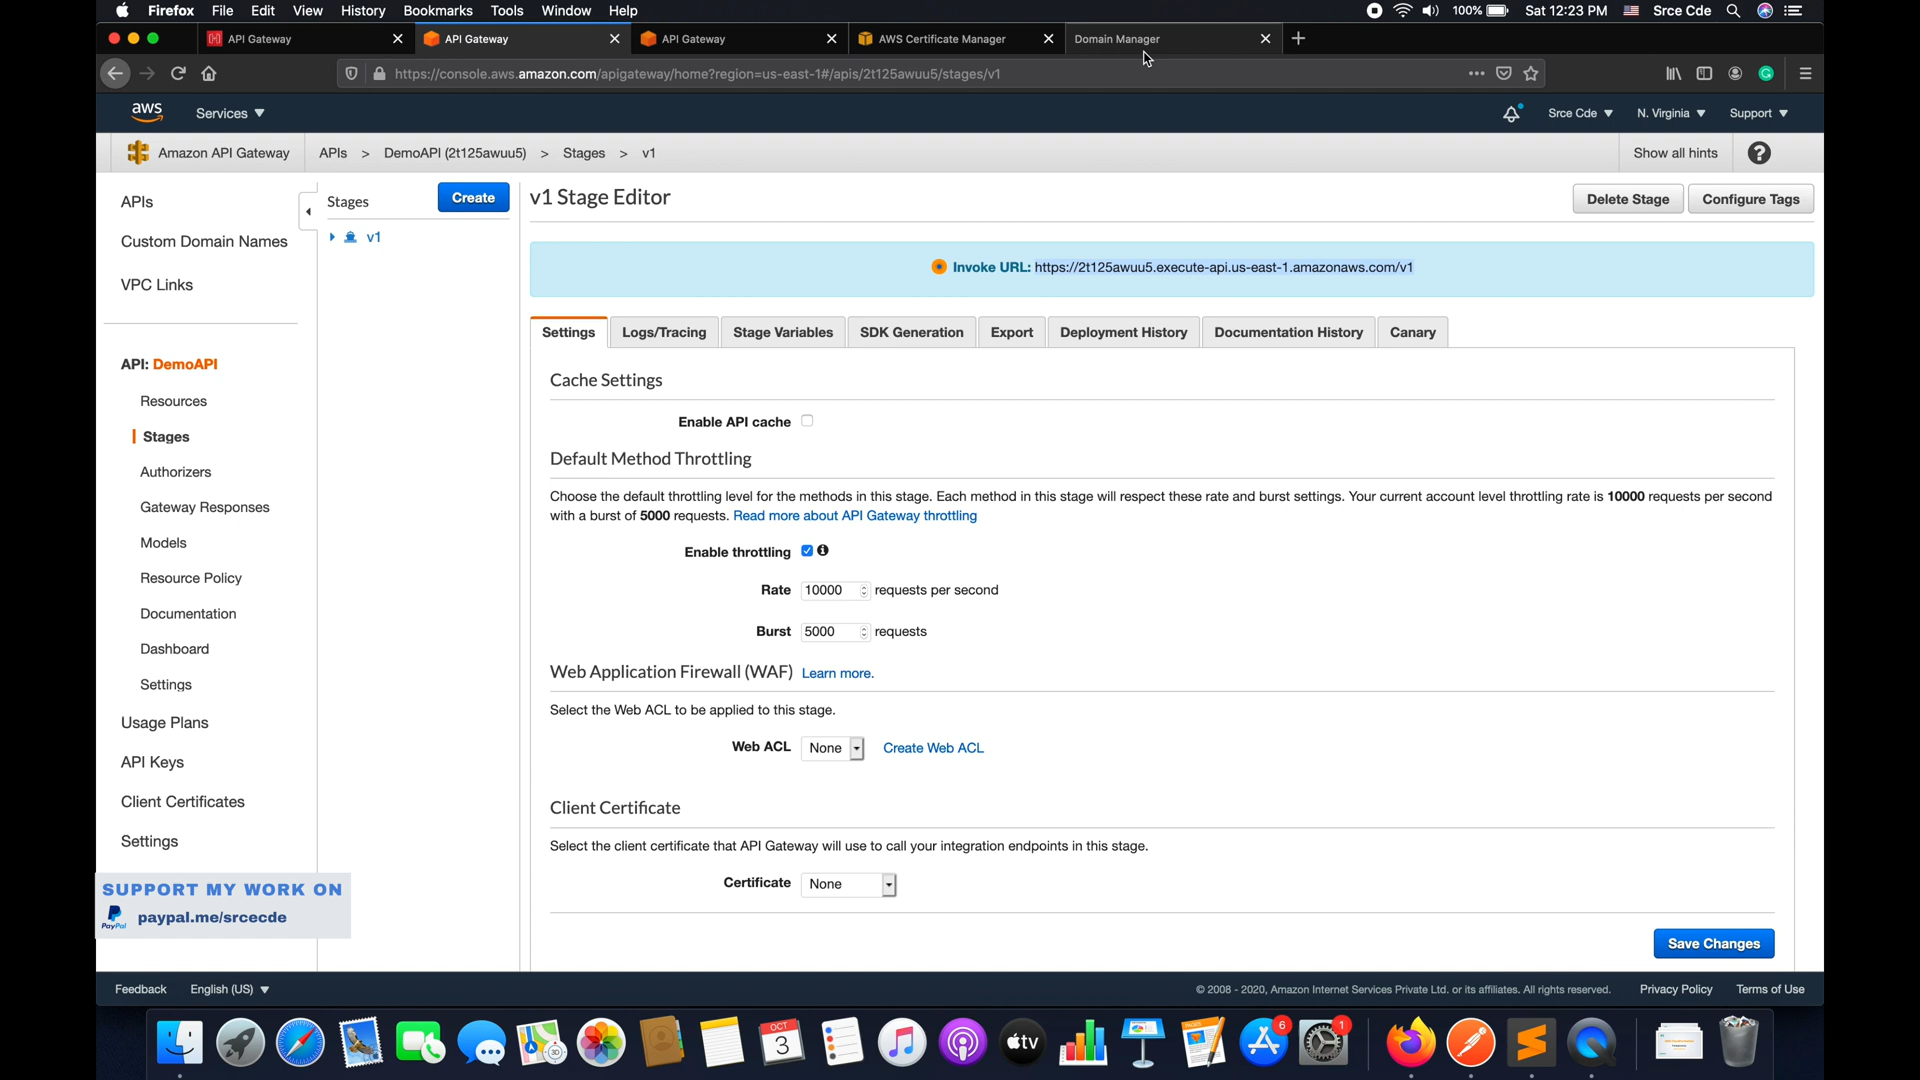 Firefox File Edit View History Bookmarks Tools Window Help 100% Sat 12:23 PM Srce Cde
API Gateway API Gateway API Gateway AWS Certificate Manager Domain Manager
https://console.aws.amazon.com/apigateway/home?region=us-east-1#/apis/2t125awuu5/stages/v1
aws Services Srce Cde N. Virginia Support
Amazon API Gateway APIs > DemoAPI (2t125awuu5) > Stages > v1 Show all hints ?
APIs
Custom Domain Names
VPC Links
API: DemoAPI
Resources
Stages
Authorizers
Gateway Responses
Models
Resource Policy
Documentation
Dashboard
Settings
Usage Plans
API Keys
Client Certificates
Settings
Stages Create
v1
v1 Stage Editor Delete Stage Configure Tags
Invoke URL: https://2t125awuu5.execute-api.us-east-1.amazonaws.com/v1
Settings Logs/Tracing Stage Variables SDK Generation Export Deployment History Documentation History Canary
Cache Settings
Enable API cache
Default Method Throttling
Choose the default throttling level for the methods in this stage. Each method in this stage will respect these rate and burst settings. Your current account level throttling rate is 10000 requests per second
with a burst of 5000 requests. Read more about API Gateway throttling
Enable throttling
Rate 10000 requests per second
Burst 5000 requests
Web Application Firewall (WAF) Learn more.
Select the Web ACL to be applied to this stage.
Web ACL None Create Web ACL
Client Certificate
Select the client certificate that API Gateway will use to call your integration endpoints in this stage.
Certificate None
Save Changes
SUPPORT MY WORK ON
PayPal paypal.me/srcecde
Feedback English (US) © 2008 - 2020, Amazon Internet Services Private Ltd. or its affiliates. All rights reserved. Privacy Policy Terms of Use
OCT
3
tv
6
1